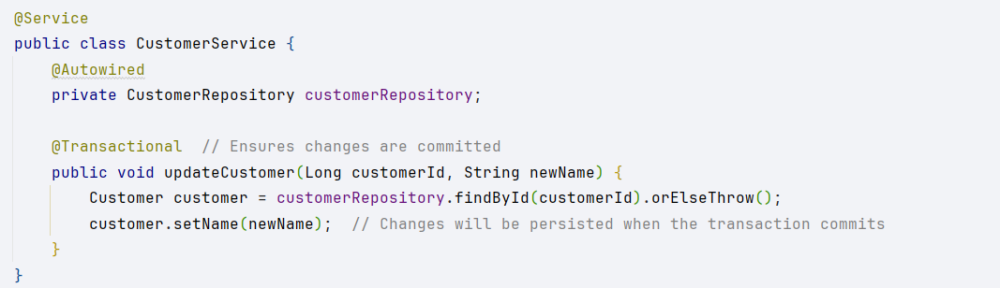 @Service
public class CustomerService {
    @Autowired
    private CustomerRepository customerRepository;

    @Transactional  // Ensures changes are committed
    public void updateCustomer(Long customerId, String newName) {
        Customer customer = customerRepository.findById(customerId).orElseThrow();
        customer.setName(newName);  // Changes will be persisted when the transaction commits
    }
}